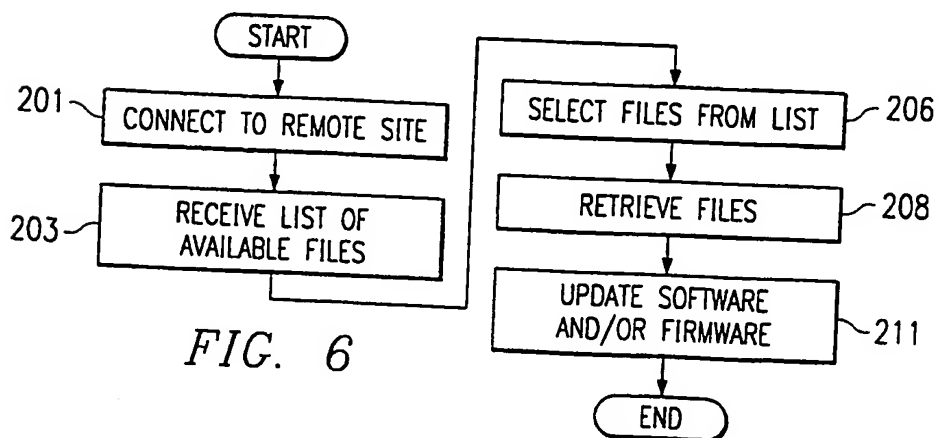 START
201
CONNECT TO REMOTE SITE
203
RECEIVE LIST OF
AVAILABLE FILES
SELECT FILES FROM LIST
206
RETRIEVE FILES
208
UPDATE SOFTWARE
AND/OR FIRMWARE
211
END
FIG. 6